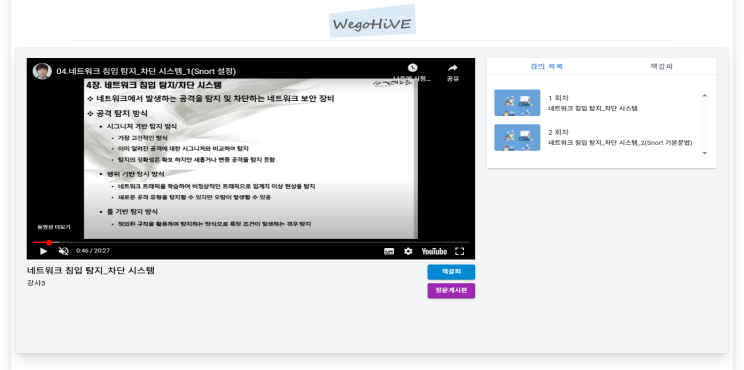 WegoHiVE
04.네트워크 침입 탐지_차단 시스템_1(Snort 설정)
공유
4장. 네트워크 침입 탐지/차단 시스템
네트워크에서 발생하는 공격을 탐지 및 차단하는 네트워크 보안 장비
공격 탐지 방식
시그니처 기반 탐지 방식
가장 고전적인 방식
이미 알려진 공격에 대한 시그니처와 비교하여 탐지
탐지의 정확성은 확보 하지만 새롭거나 변종 공격을 탐지 못함
행위 기반 탐지 방식
네트워크 트래픽을 학습하여 비정상적인 트래픽으로 임계치 이상 현상을 탐지
새로운 공격 유형을 탐지할 수 있지만 오탐이 발생할 수 있음
룰 기반 탐지 방식
규칙을 활용하여 탐지하는 방식으로 특정 조건이 발생하는 경우 탐지
동영상 더보기
0:46 / 20:27
YouTube
네트워크 침입 탐지_차단 시스템
강사3
책갈피
질문게시판
강의 목록
책갈피
1 회차
네트워크 침입 탐지_차단 시스템
2 회차
네트워크 침입 탐지_차단 시스템_2(Snort 기본문법)